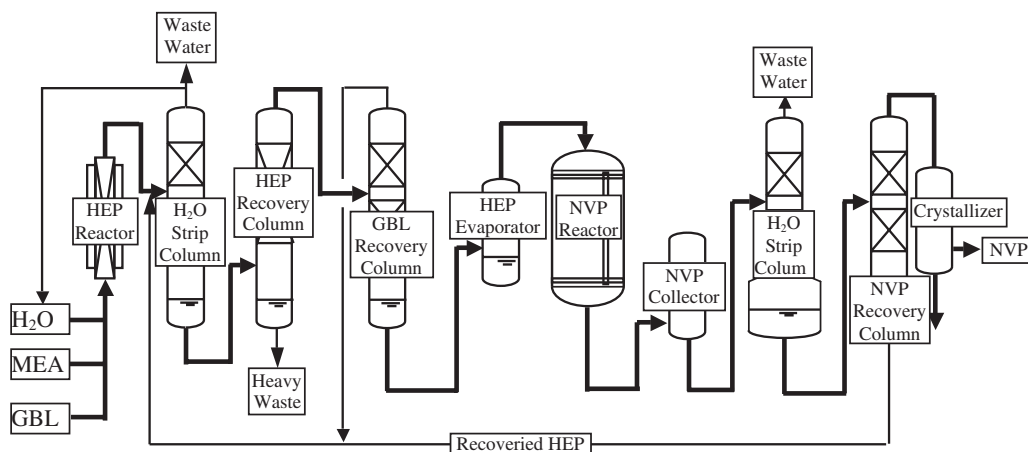 Waste
Water
HEP
Reactor
H₂O
Strip
Column
HEP
Recovery
Column
GBL
Recovery
Column
HEP
Evaporator
NVP
Reactor
NVP
Collector
Waste
Water
H₂O
Strip
Colum
NVP
Recovery
Column
Crystallizer
NVP
H₂O
MEA
GBL
Heavy
Waste
Recoveried HEP